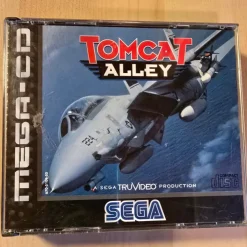 MEGA-CD
TOMCAT
ALLEY
A SEGA TRUVIDEO PRODUCTION
SEGA